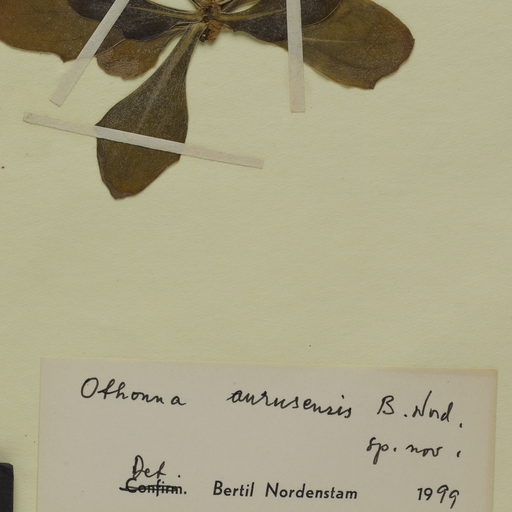 Othonna aurusensis B. Nord.
sp. nov.
Det.
Confirm. Bertil Nordenstam 1999